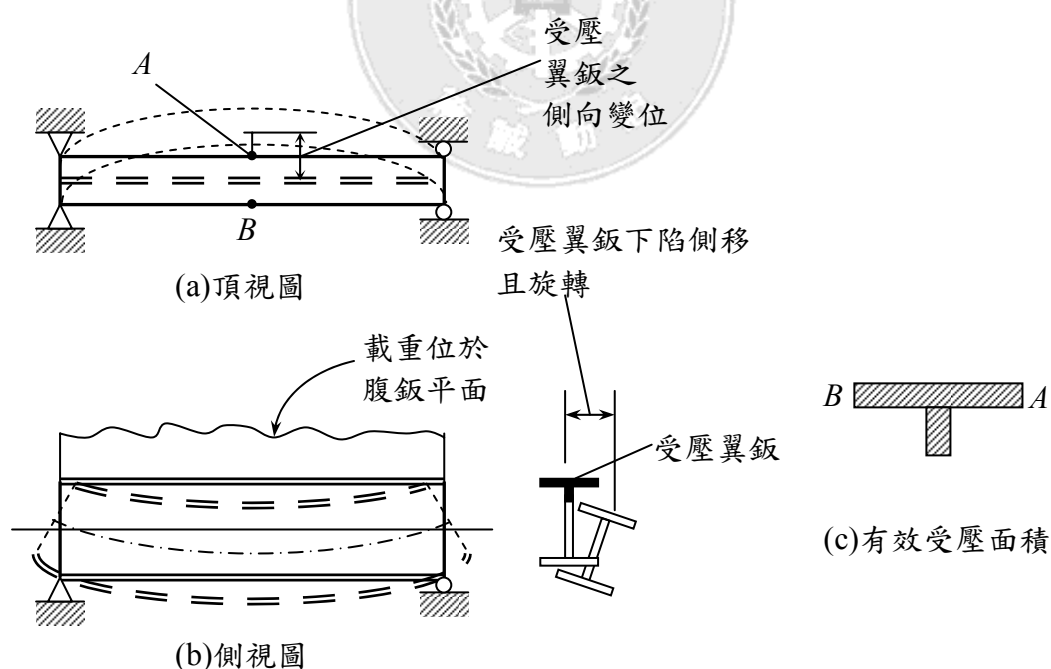 受壓
翼鈑之
側向變位
A
B
(a)頂視圖
受壓翼鈑下陷側移
且旋轉
載重位於
腹鈑平面
受壓翼鈑
(b)側視圖
B
A
(c)有效受壓面積
誠
勤